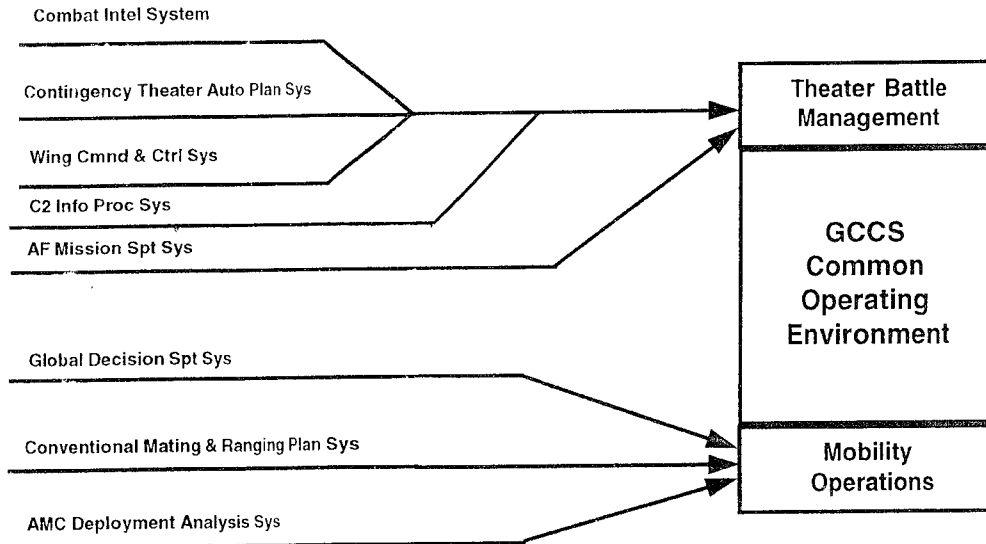 Combat Intel System
Contingency Theater Auto Plan Sys
Wing Cmnd & Ctrl Sys
C2 Info Proc Sys
AF Mission Spt Sys
Global Decision Spt Sys
Conventional Mating & Ranging Plan Sys
AMC Deployment Analysis Sys
Theater Battle
Management
GCCS
Common
Operating
Environment
Mobility
Operations